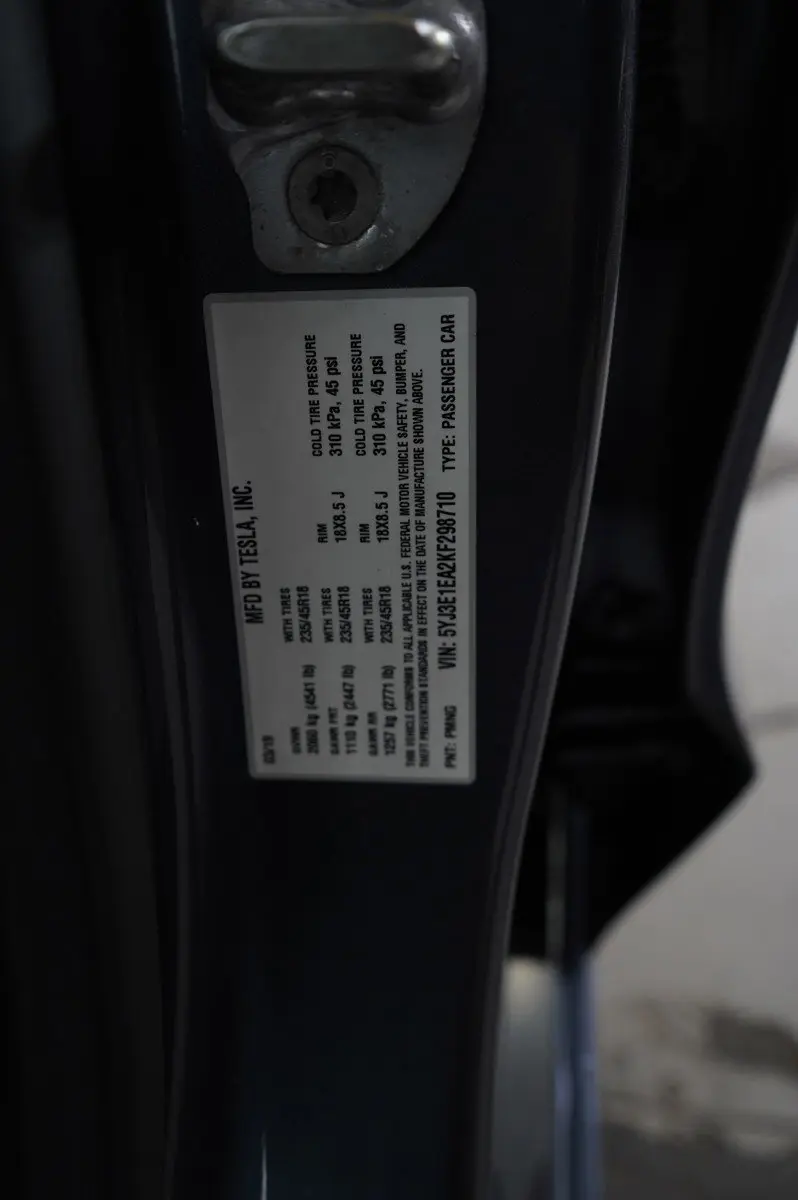 MFD BY TESLA, INC.
03/19
GVWR
2060 kg (4541 lb)
WITH TIRES
235/45R18
GAWR FRT
1110 kg (2447 lb)
WITH TIRES
235/45R18
RIM
18X8.5 J
COLD TIRE PRESSURE
310 kPa, 45 psi
GAWR RR
1257 kg (2771 lb)
WITH TIRES
235/45R18
RIM
18X8.5 J
COLD TIRE PRESSURE
310 kPa, 45 psi
THIS VEHICLE CONFORMS TO ALL APPLICABLE U.S. FEDERAL MOTOR VEHICLE SAFETY, BUMPER, AND
THEFT PREVENTION STANDARDS IN EFFECT ON THE DATE OF MANUFACTURE SHOWN ABOVE.
PNT: PMNG VIN: 5YJ3E1EA2KF298710 TYPE: PASSENGER CAR